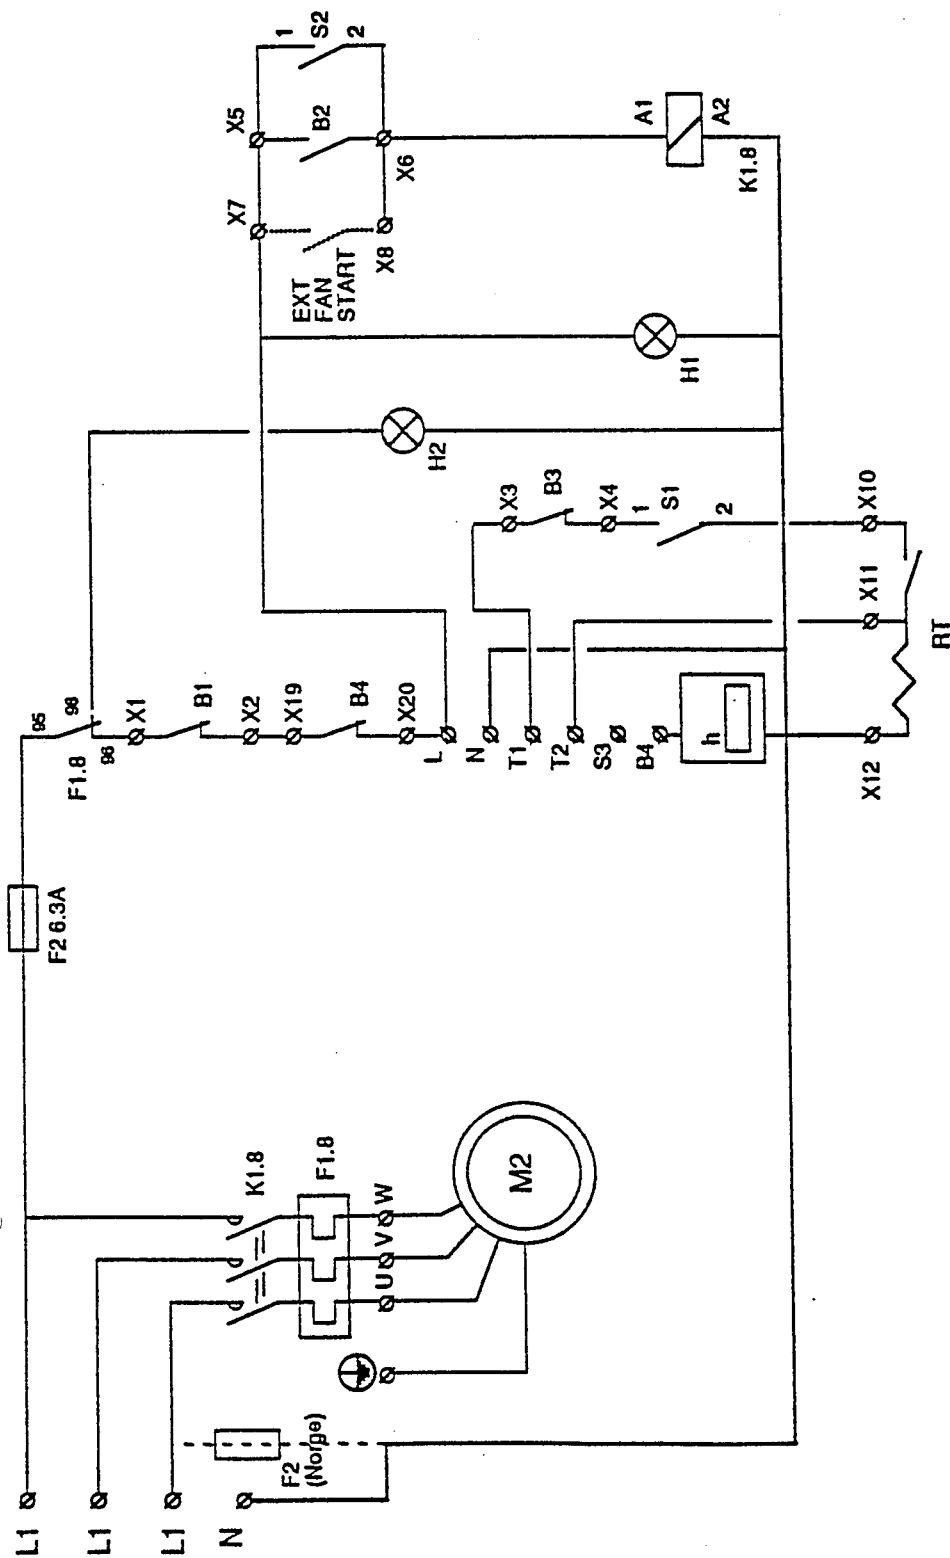 L1
L1
L1
N
F2
(Norge)
F2 6.3A
K1.8
F1.8
U
V
W
M2
F1.8
95
98
96
X1
B1
X2
X19
B4
X20
L
N
T1
T2
S3
B4
h
X12
X11
X10
RT
X3
B3
X4
1
S1
2
H2
H1
EXT
FAN
START
X7
X8
X5
B2
X6
1
S2
2
A1
A2
K1.8